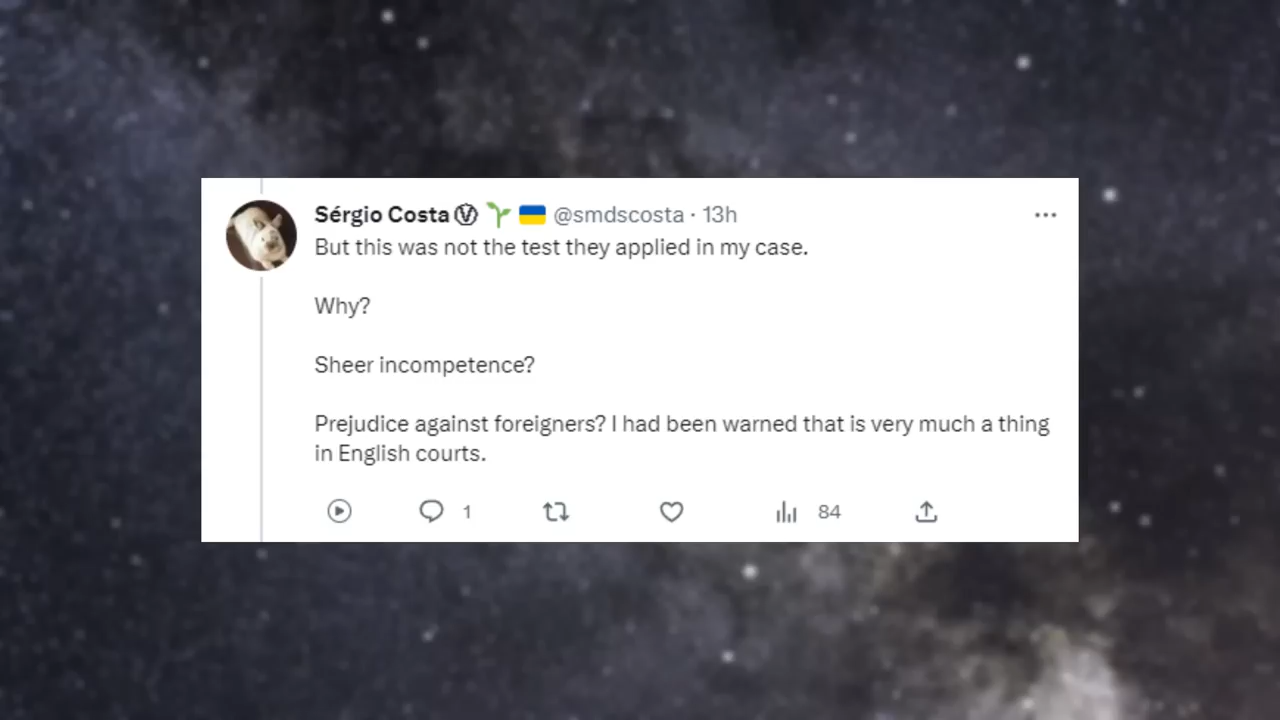 Sérgio Costa Ⓥ 🌱 🇺🇦 @smdscosta · 13h
But this was not the test they applied in my case.
Why?
Sheer incompetence?
Prejudice against foreigners? I had been warned that is very much a thing
in English courts.
1 84